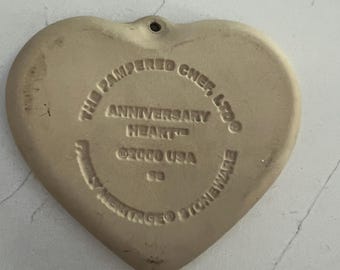 THE PAMPERED CHEF, LTD®
ANNIVERSARY
HEART™
©2000 USA
FAMILY HERITAGE® STONEWARE